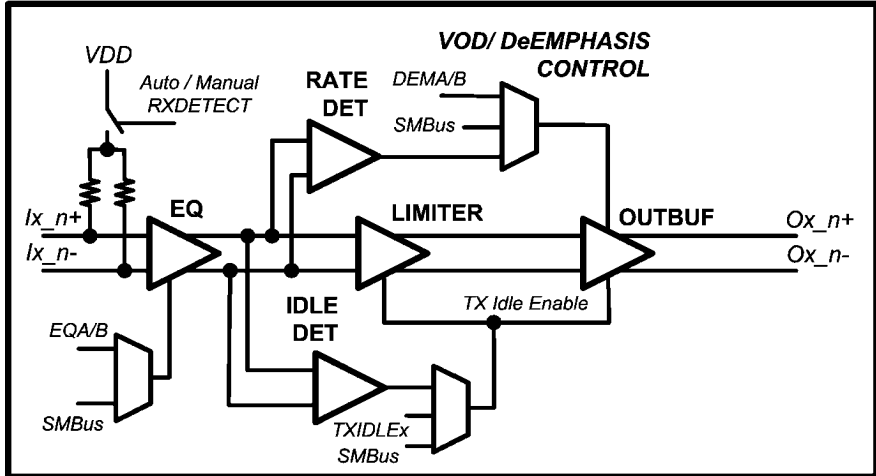 VOD/ DeEMPHASIS
CONTROL
VDD
Auto / Manual
RXDETECT
RATE
DET
DEMA/B
SMBus
EQ
LIMITER
OUTBUF
Ix_n+
Ix_n-
Ox_n+
Ox_n-
IDLE
DET
TX Idle Enable
EQA/B
SMBus
TXIDLEx
SMBus